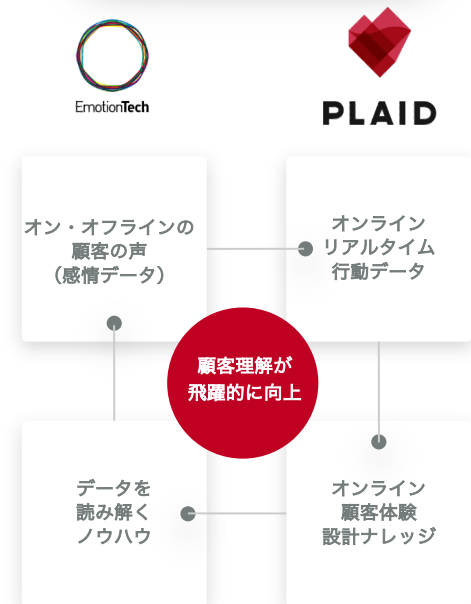 EmotionTech
PLAID
オン・オフラインの
顧客の声
（感情データ）
オンライン
リアルタイム
行動データ
顧客理解が
飛躍的に向上
データを
読み解く
ノウハウ
オンライン
顧客体験
設計ナレッジ